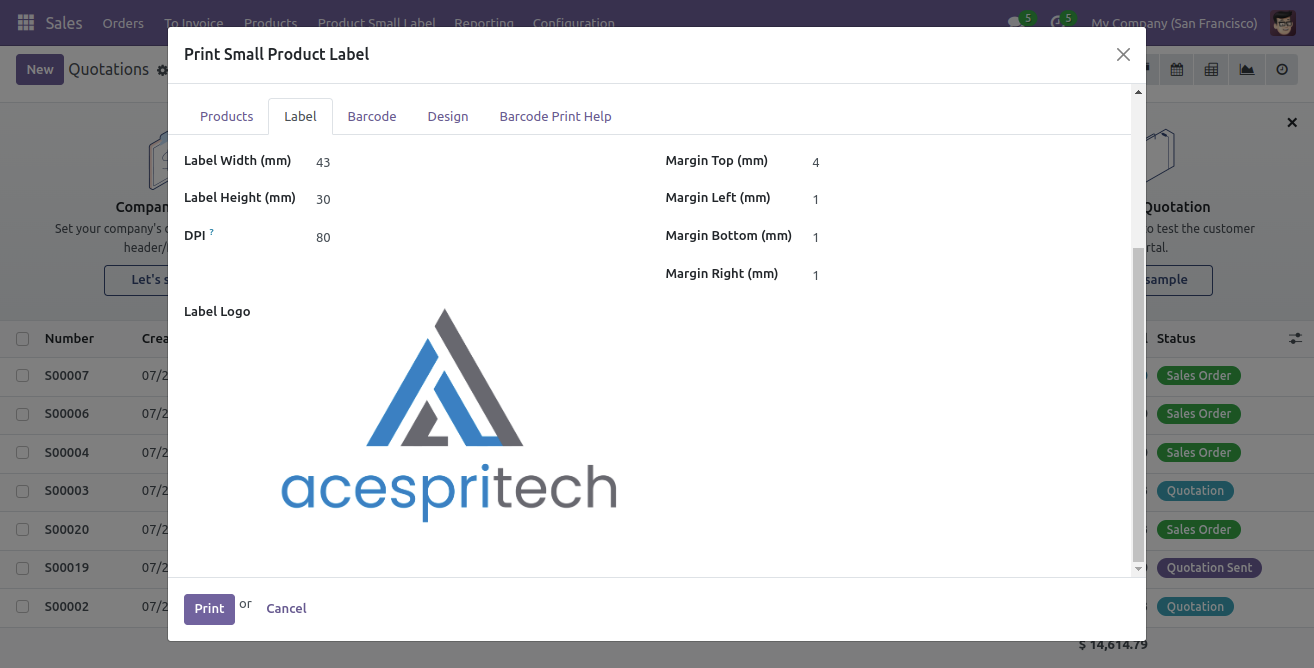 Sales Orders To Invoice Products Product Small Label Reporting Configuration 5 5 My Company (San Francisco)
Print Small Product Label
New Quotations
Products Label Barcode Design Barcode Print Help
Label Width (mm) 43 Margin Top (mm) 4
Label Height (mm) 30 Margin Left (mm) 1
DPI ? 80 Margin Bottom (mm) 1
Margin Right (mm) 1
Compan Quotation
Set your company's to test the customer
header/ rtal.
Let's s sample
Label Logo
acespritech
Number Crea Status
S00007 07/2 Sales Order
S00006 07/2 Sales Order
S00004 07/2 Sales Order
S00003 07/2 Quotation
S00020 07/2 Sales Order
S00019 07/2 Quotation Sent
S00002 07/2 Quotation
Print or Cancel
$ 14,614.79